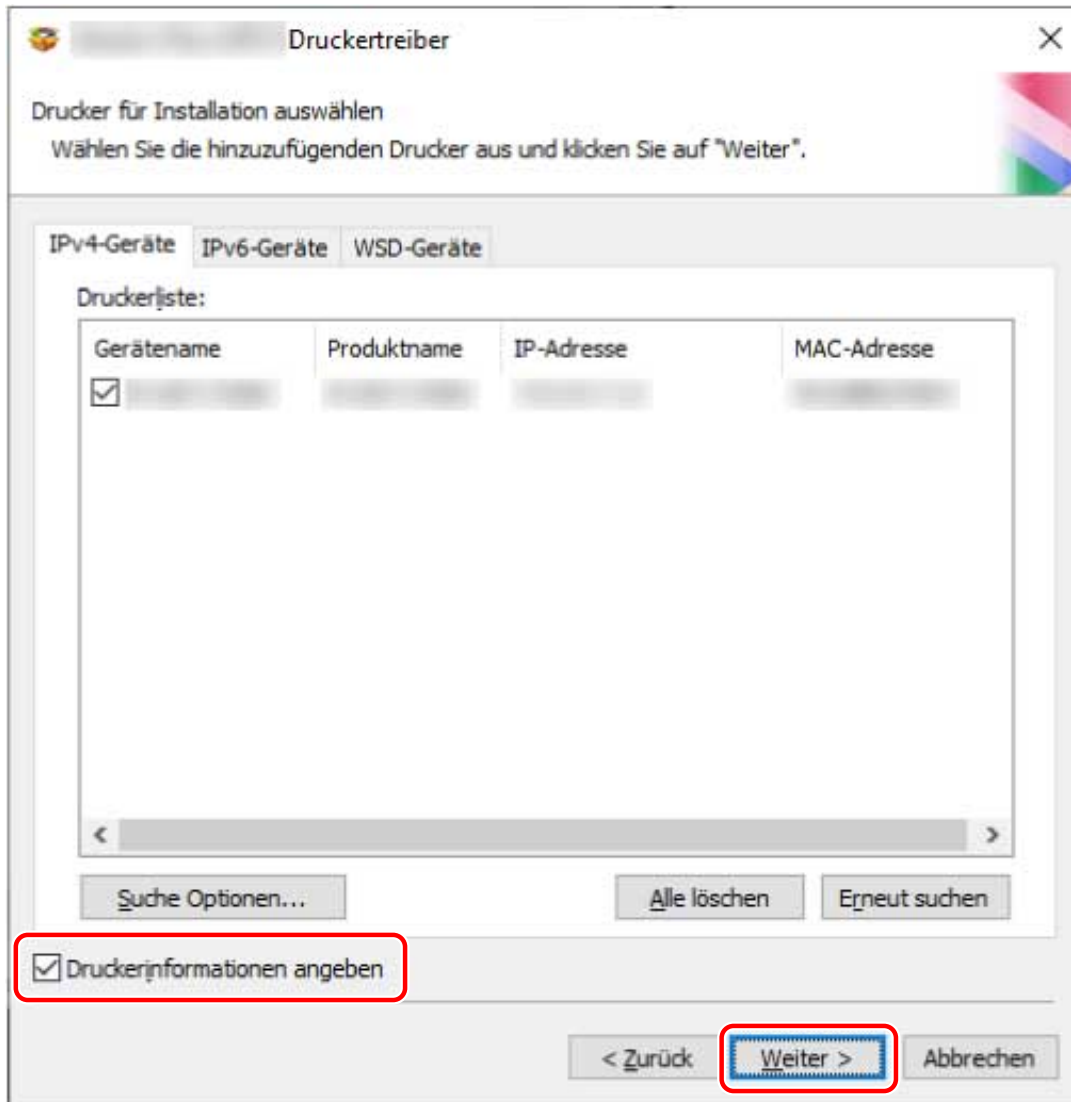 Druckertreiber
Drucker für Installation auswählen
Wählen Sie die hinzuzufügenden Drucker aus und klicken Sie auf "Weiter".
IPv4-Geräte IPv6-Geräte WSD-Geräte
Druckerliste:
Gerätename Produktname IP-Adresse MAC-Adresse
Suche Optionen... Alle löschen Erneut suchen
Druckerinformationen angeben
< Zurück Weiter > Abbrechen